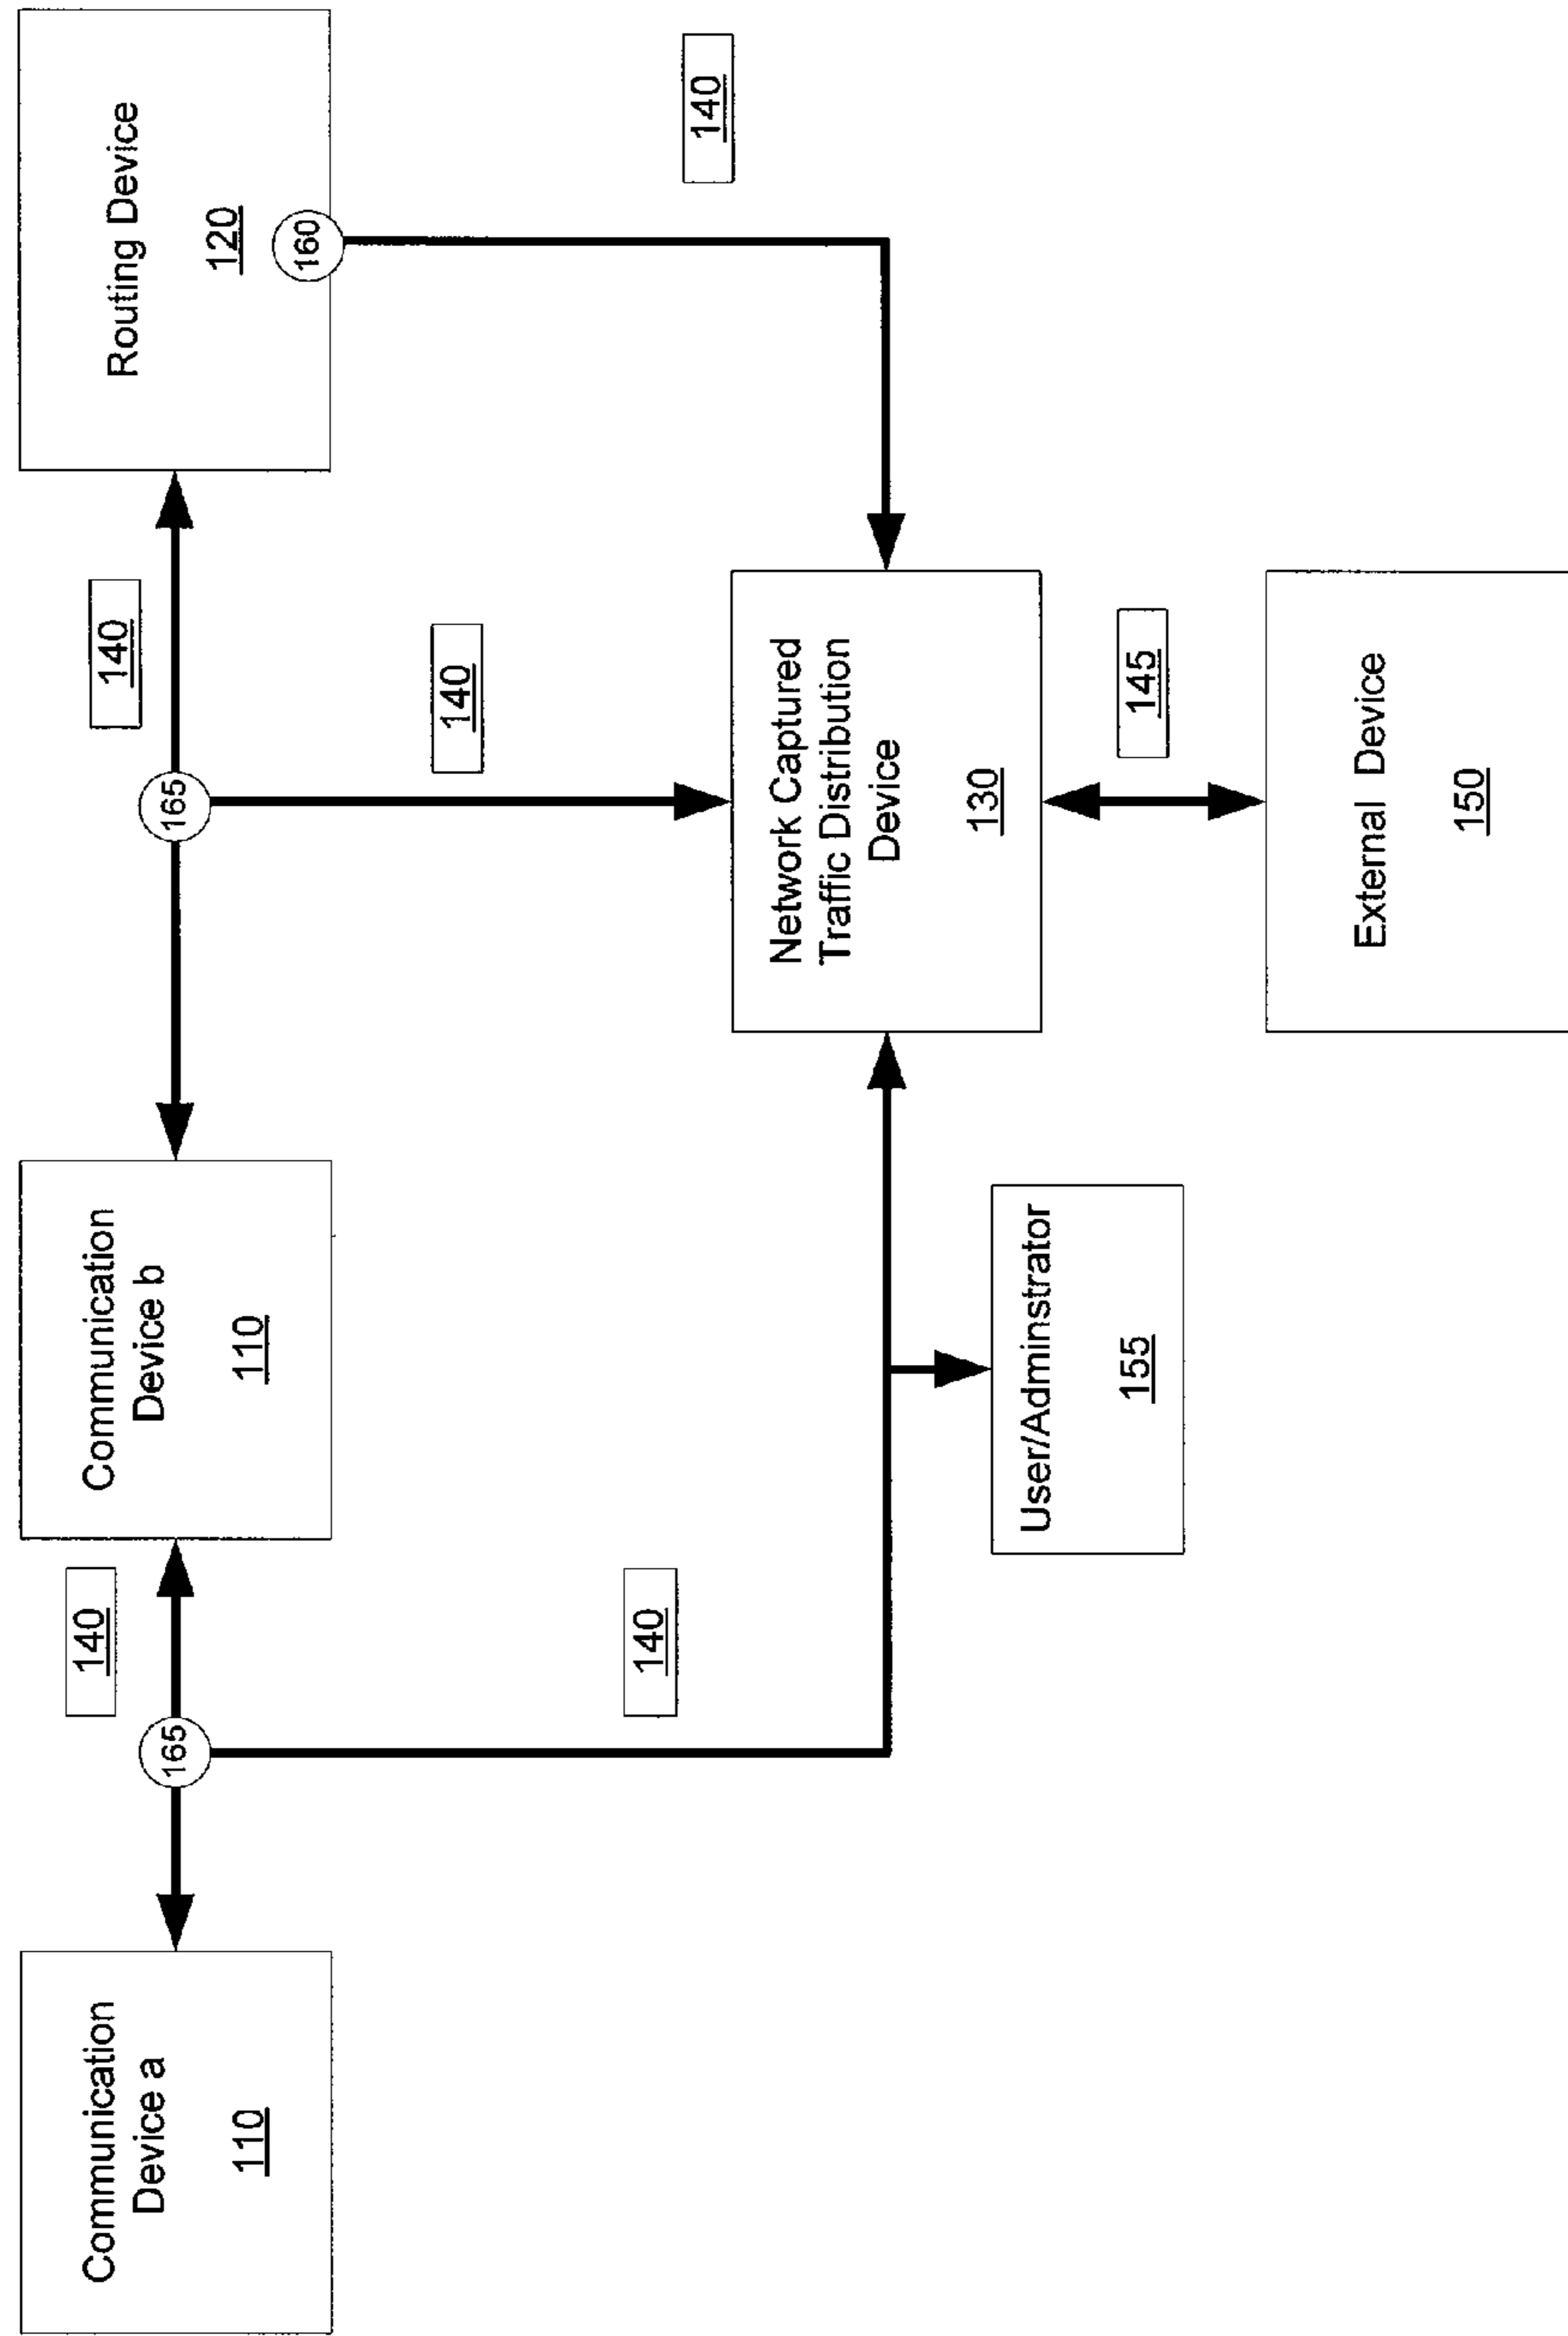 Communication
Device a
110
165
140
Communication
Device b
110
165
140
Routing Device
120
160
140
140
140
Network Captured
Traffic Distribution
Device
130
User/Adminstrator
155
145
External Device
150